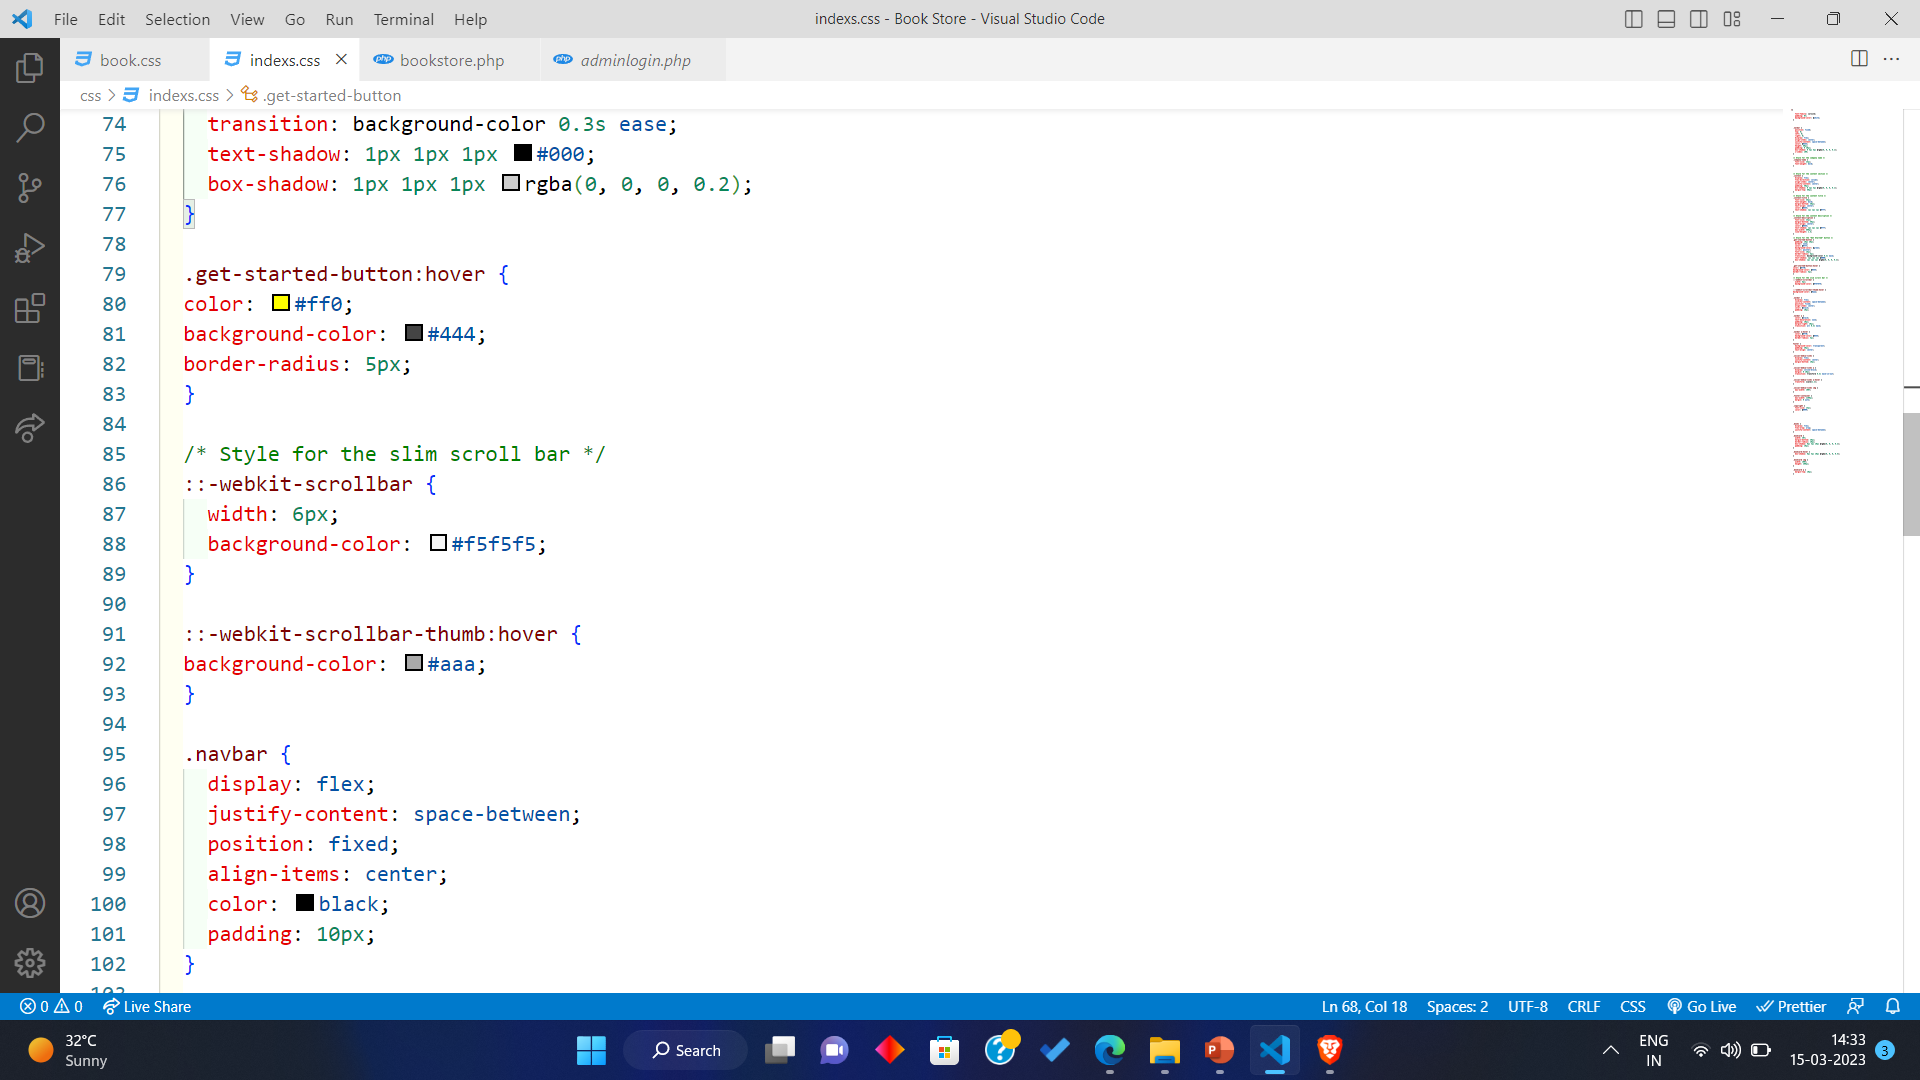 File Edit Selection View Go Run Terminal Help indexs.css - Book Store - Visual Studio Code
book.css indexs.css bookstore.php adminlogin.php
css indexs.css .get-started-button
74 transition: background-color 0.3s ease;
75 text-shadow: 1px 1px 1px #000;
76 box-shadow: 1px 1px 1px rgba(0, 0, 0, 0.2);
77 }
78
79 .get-started-button:hover {
80 color: #ff0;
81 background-color: #444;
82 border-radius: 5px;
83 }
84
85 /* Style for the slim scroll bar */
86 ::-webkit-scrollbar {
87 width: 6px;
88 background-color: #f5f5f5;
89 }
90
91 ::-webkit-scrollbar-thumb:hover {
92 background-color: #aaa;
93 }
94
95 .navbar {
96 display: flex;
97 justify-content: space-between;
98 position: fixed;
99 align-items: center;
100 color: black;
101 padding: 10px;
102 }
0 0 Live Share Ln 68, Col 18 Spaces: 2 UTF-8 CRLF CSS Go Live Prettier
32°C
Sunny
Search
ENG
IN
14:33
15-03-2023
3